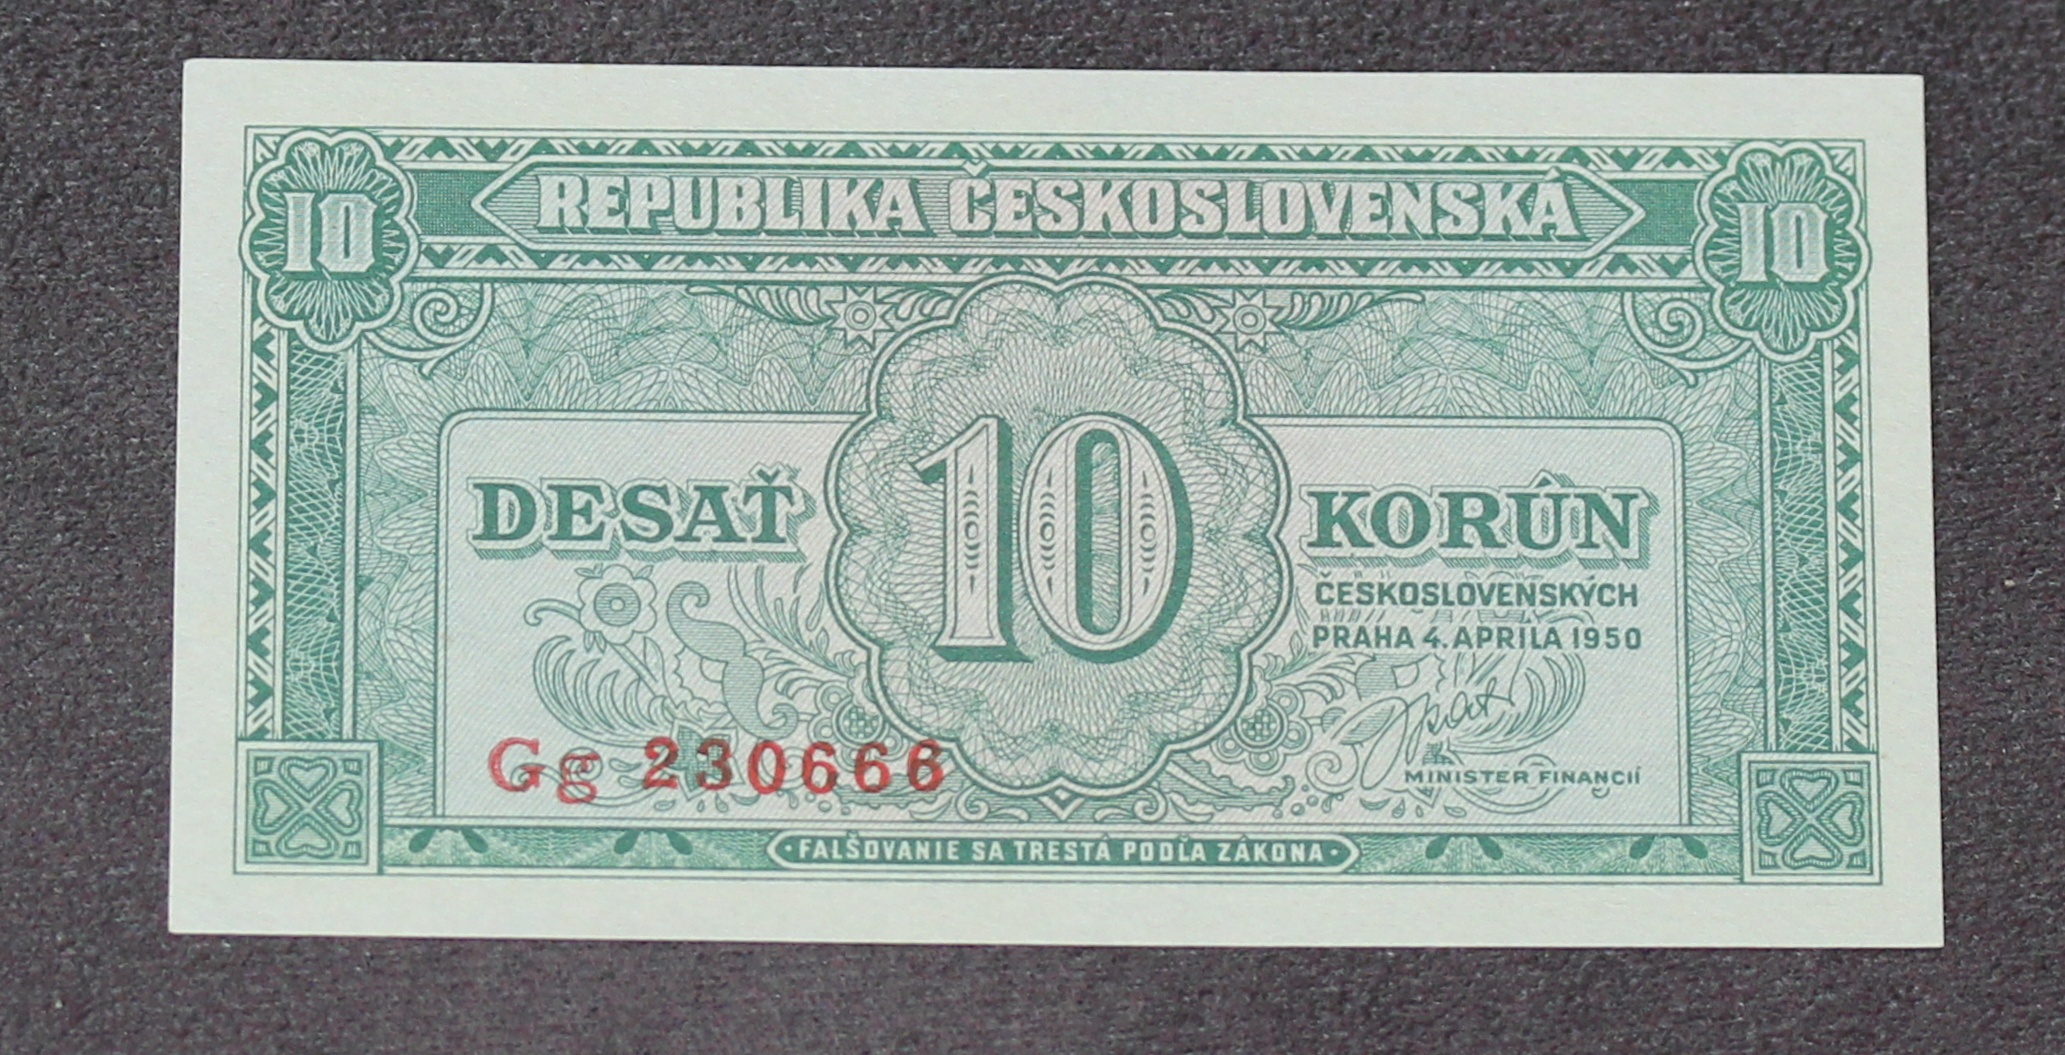 10 REPUBLIKA ČESKOSLOVENSKÁ 10
DESAŤ 10 KORÚN
ČESKOSLOVENSKÝCH
PRAHA 4. APRÍLA 1950
Gg 230666
MINISTER FINANCIÍ
FALŠOVANIE SA TRESTÁ PODĽA ZÁKONA